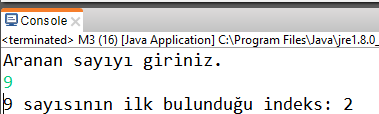 Console
<terminated> M3 (16) [Java Application] C:\Program Files\Java\jre1.8.0_
Aranan sayıyı giriniz.
9
9 sayısının ilk bulunduğu indeks: 2